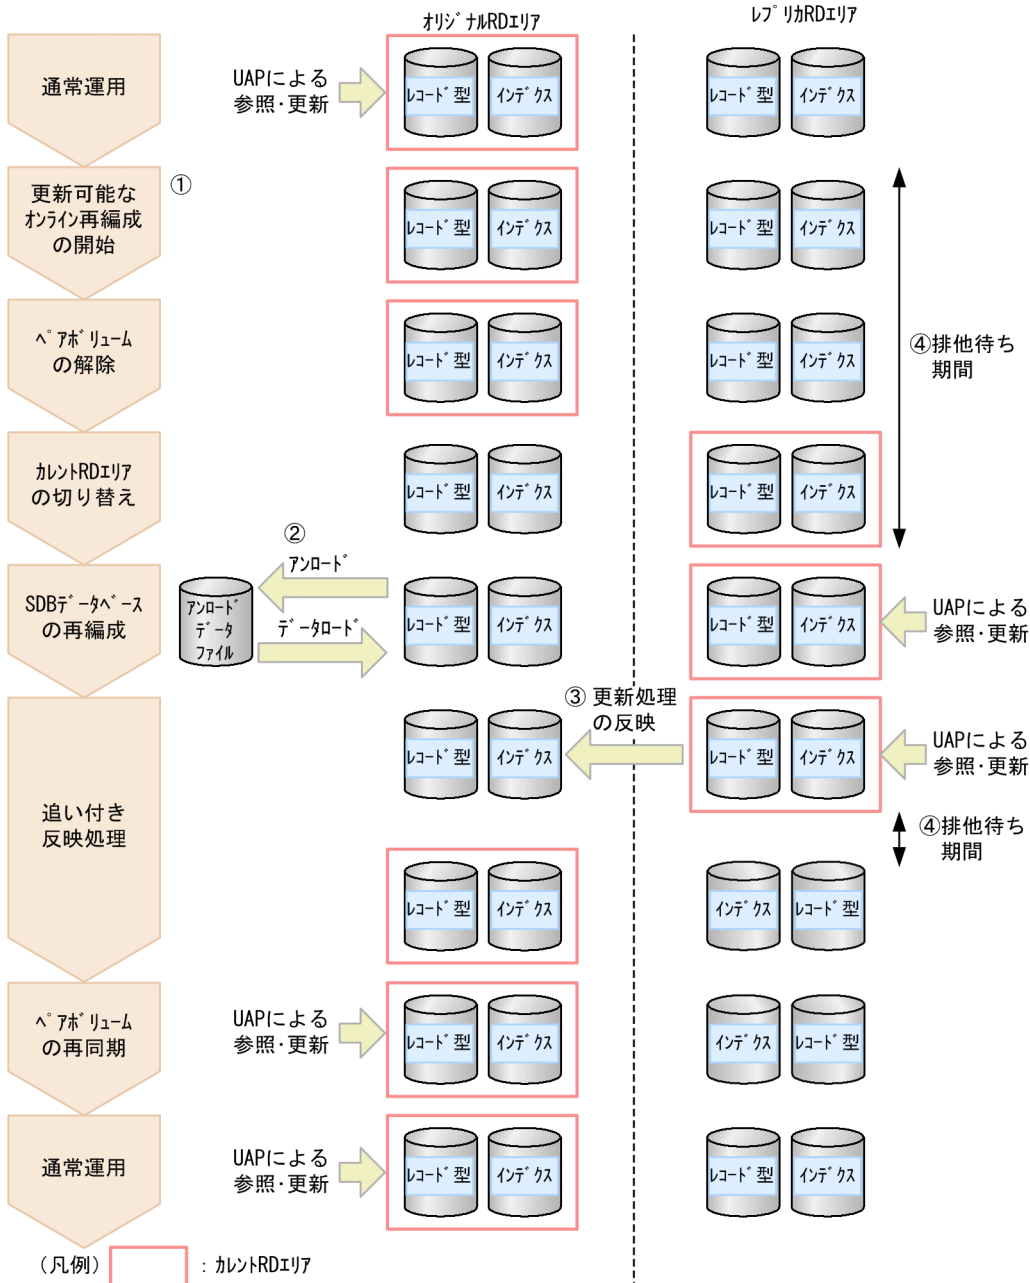 オリジナルRDエリア
レプリカRDエリア
通常運用
UAPによる
参照・更新
レコード型
インデクス
レコード型
インデクス
更新可能な
オンライン再編成
の開始
①
レコード型
インデクス
レコード型
インデクス
ペアボリューム
の解除
レコード型
インデクス
レコード型
インデクス
④排他待ち
期間
カレントRDエリア
の切り替え
レコード型
インデクス
レコード型
インデクス
SDBデータベース
の再編成
②
アンロード
アンロード
データ
ファイル
データロード
レコード型
インデクス
レコード型
インデクス
UAPによる
参照・更新
追い付き
反映処理
レコード型
インデクス
③ 更新処理
の反映
レコード型
インデクス
UAPによる
参照・更新
④排他待ち
期間
レコード型
インデクス
インデクス
レコード型
ペアボリューム
の再同期
UAPによる
参照・更新
レコード型
インデクス
インデクス
レコード型
通常運用
UAPによる
参照・更新
レコード型
インデクス
レコード型
インデクス
(凡例)
：カレントRDエリア